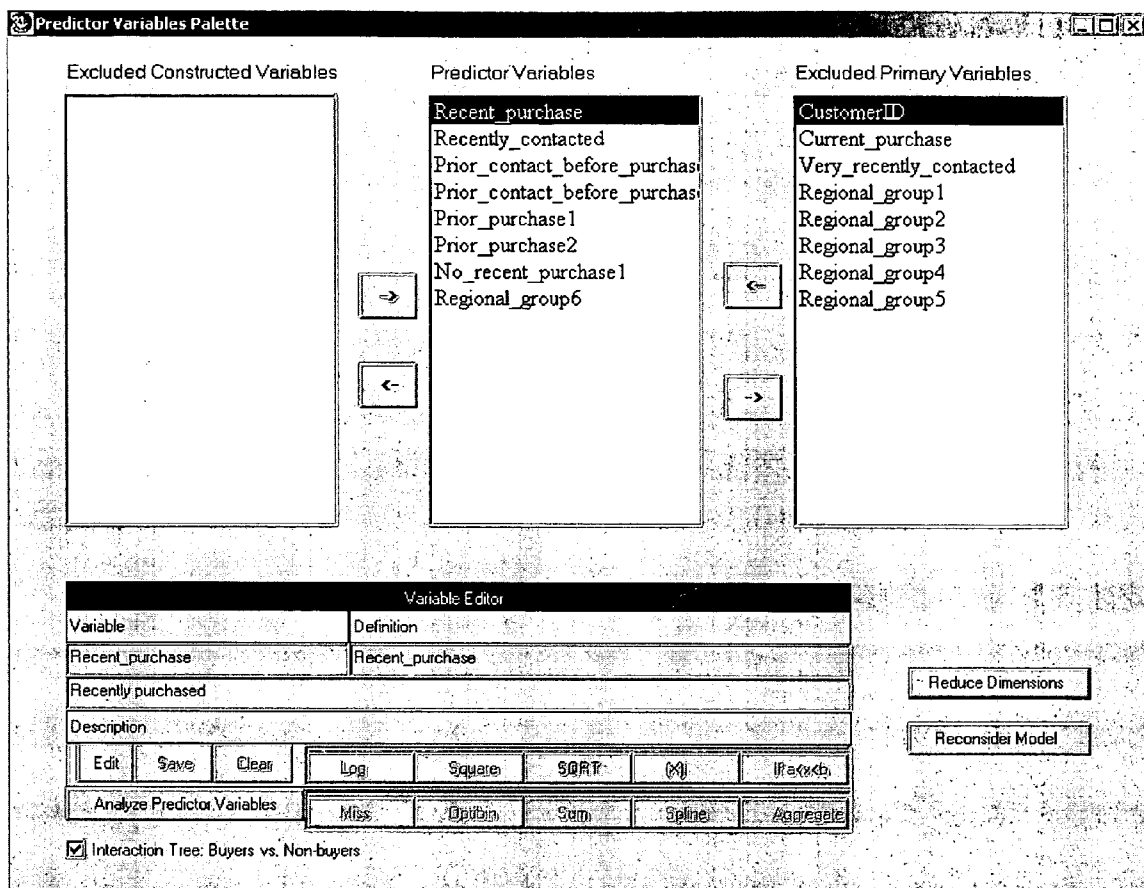 Predictor Variables Palette
Excluded Constructed Variables
Predictor Variables
Recent_purchase
Recently_contacted
Prior_contact_before_purchas
Prior_contact_before_purchas
Prior_purchase1
Prior_purchase2
No_recent_purchase1
Regional_group6
Excluded Primary Variables
CustomerID
Current_purchase
Very_recently_contacted
Regional_group1
Regional_group2
Regional_group3
Regional_group4
Regional_group5
->
<-
<-
->
Variable Editor
Variable Definition
Recent_purchase Recent_purchase
Recently purchased
Description
Edit Save Clear Log Square SQRT |X| IF a<x<b
Analyze Predictor Variables Miss Optibin Sum Spline Aggregate
Interaction Tree: Buyers vs. Non-buyers
Reduce Dimensions
Reconsider Model